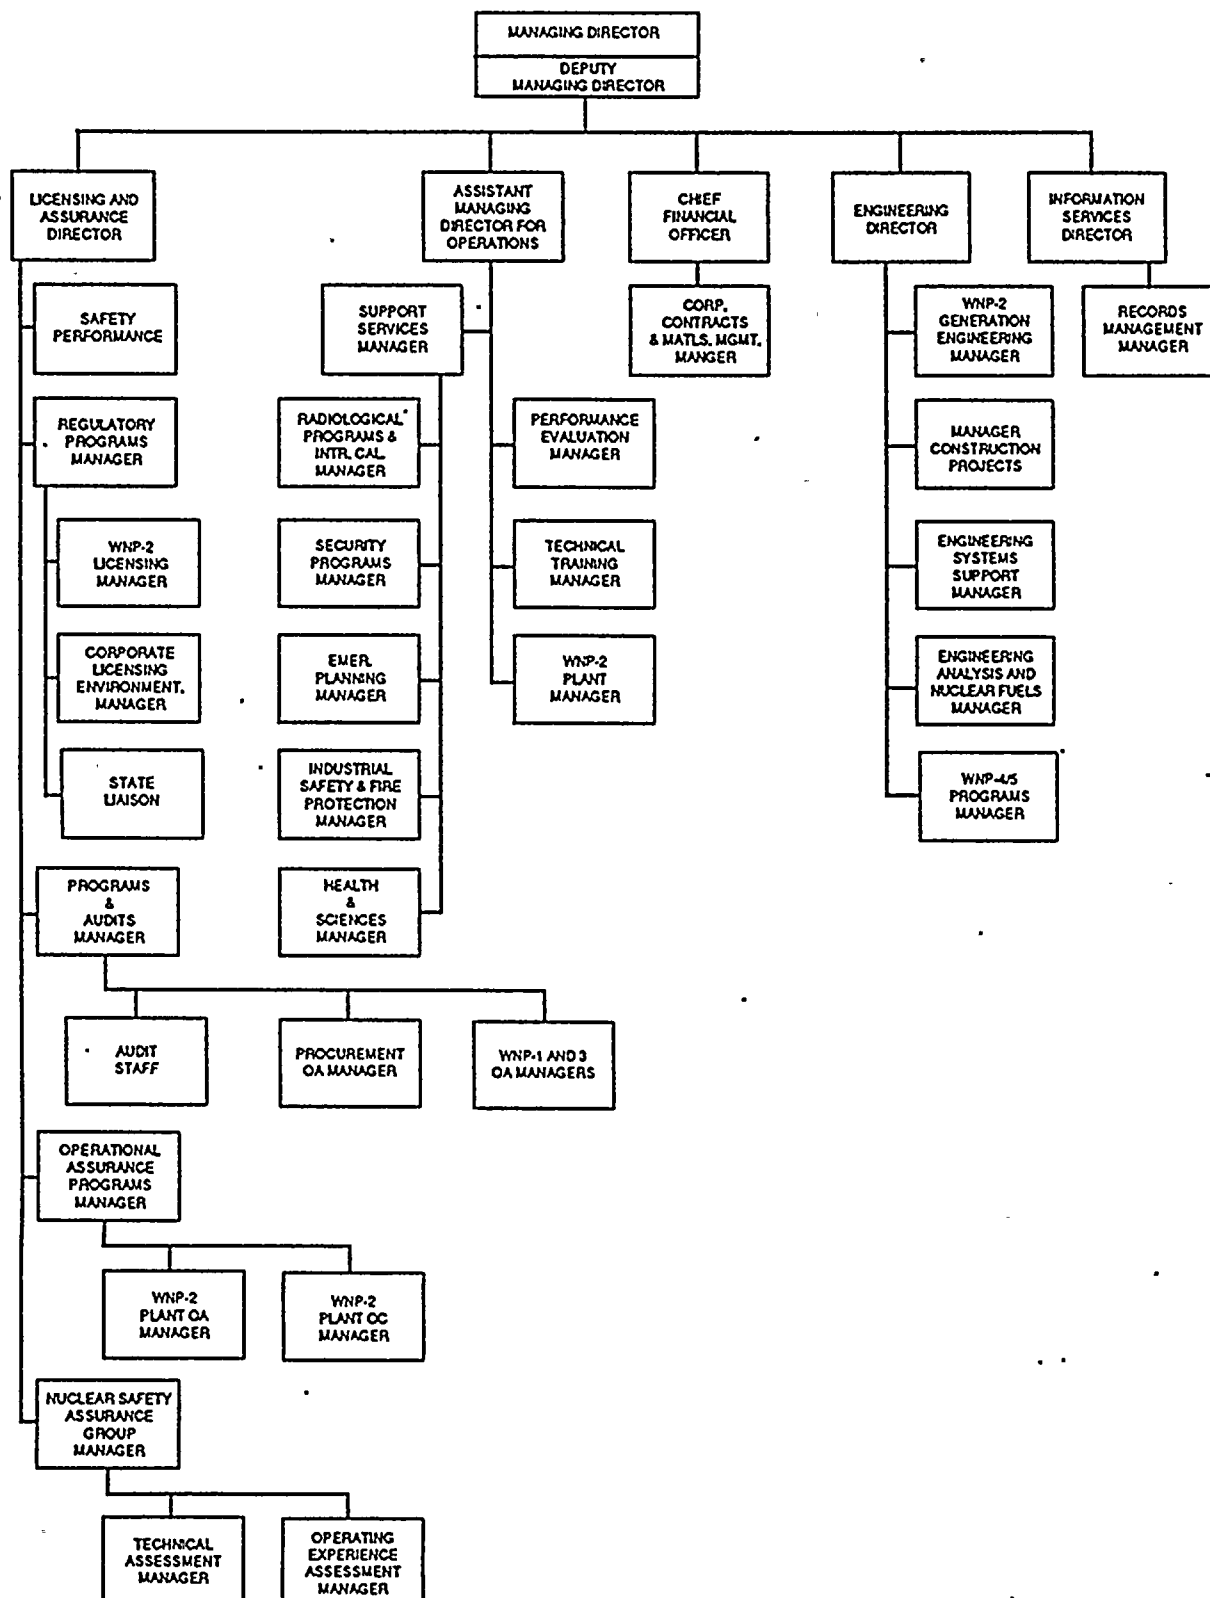 MANAGING DIRECTOR
DEPUTY
MANAGING DIRECTOR
LICENSING AND
ASSURANCE
DIRECTOR
ASSISTANT
MANAGING
DIRECTOR FOR
OPERATIONS
CHIEF
FINANCIAL
OFFICER
ENGINEERING
DIRECTOR
INFORMATION
SERVICES
DIRECTOR
SAFETY
PERFORMANCE
SUPPORT
SERVICES
MANAGER
CORP.
CONTRACTS
& MATLS. MGMT.
MANGER
WNP-2
GENERATION
ENGINEERING
MANAGER
RECORDS
MANAGEMENT
MANAGER
REGULATORY
PROGRAMS
MANAGER
RADIOLOGICAL
PROGRAMS &
INTR. CAL.
MANAGER
PERFORMANCE
EVALUATION
MANAGER
MANAGER
CONSTRUCTION
PROJECTS
WNP-2
LICENSING
MANAGER
SECURITY
PROGRAMS
MANAGER
TECHNICAL
TRAINING
MANAGER
ENGINEERING
SYSTEMS
SUPPORT
MANAGER
CORPORATE
LICENSING
ENVIRONMENT.
MANAGER
EMER.
PLANNING
MANAGER
WNP-2
PLANT
MANAGER
ENGINEERING
ANALYSIS AND
NUCLEAR FUELS
MANAGER
STATE
LIAISON
INDUSTRIAL
SAFETY & FIRE
PROTECTION
MANAGER
WNP-4/5
PROGRAMS
MANAGER
PROGRAMS
&
AUDITS
MANAGER
HEALTH
&
SCIENCES
MANAGER
AUDIT
STAFF
PROCUREMENT
QA MANAGER
WNP-1 AND 3
QA MANAGERS
OPERATIONAL
ASSURANCE
PROGRAMS
MANAGER
WNP-2
PLANT QA
MANAGER
WNP-2
PLANT QC
MANAGER
NUCLEAR SAFETY
ASSURANCE
GROUP
MANAGER
TECHNICAL
ASSESSMENT
MANAGER
OPERATING
EXPERIENCE
ASSESSMENT
MANAGER